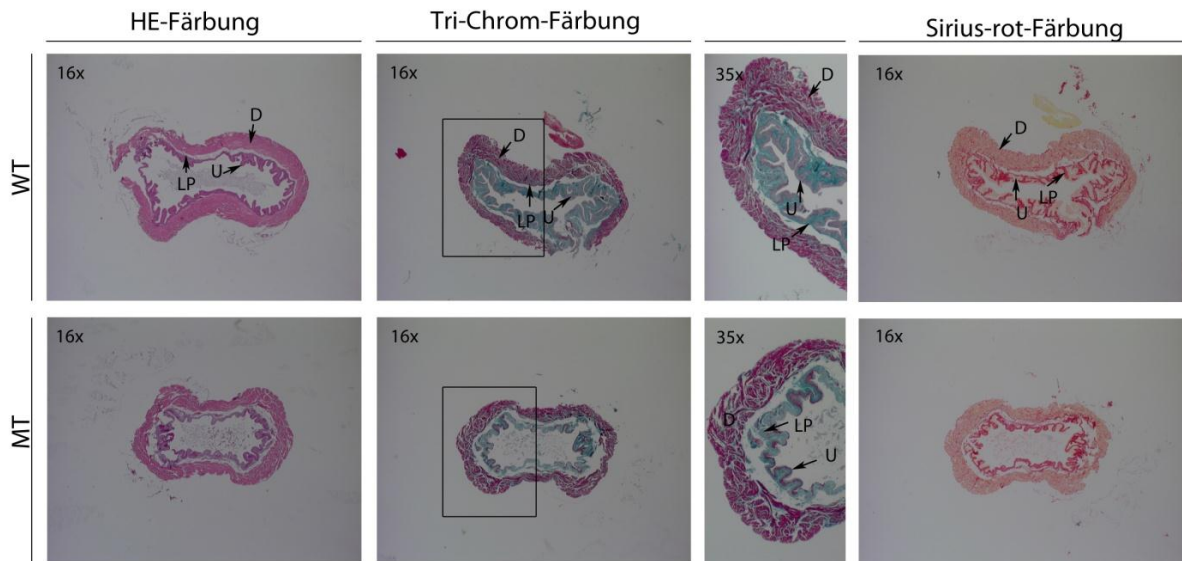 HE-Färbung Tri-Chrom-Färbung Sirius-rot-Färbung
WT
16x
D
LP
U
16x
D
LP
U
35x
D
U
LP
16x
D
U
LP
MT
16x
16x
35x
D
LP
U
16x